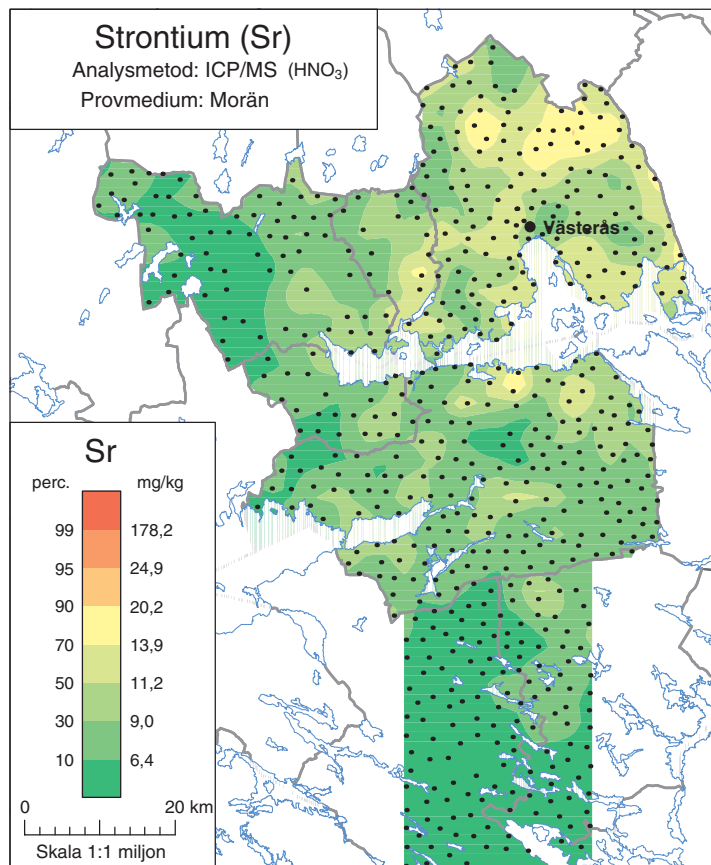 Strontium (Sr)
Analysmetod: ICP/MS (HNO₃)
Provmedium: Morän
Västerås
Sr
perc. mg/kg
99 178,2
95 24,9
90 20,2
70 13,9
50 11,2
30 9,0
10 6,4
0 20 km
Skala 1:1 miljon